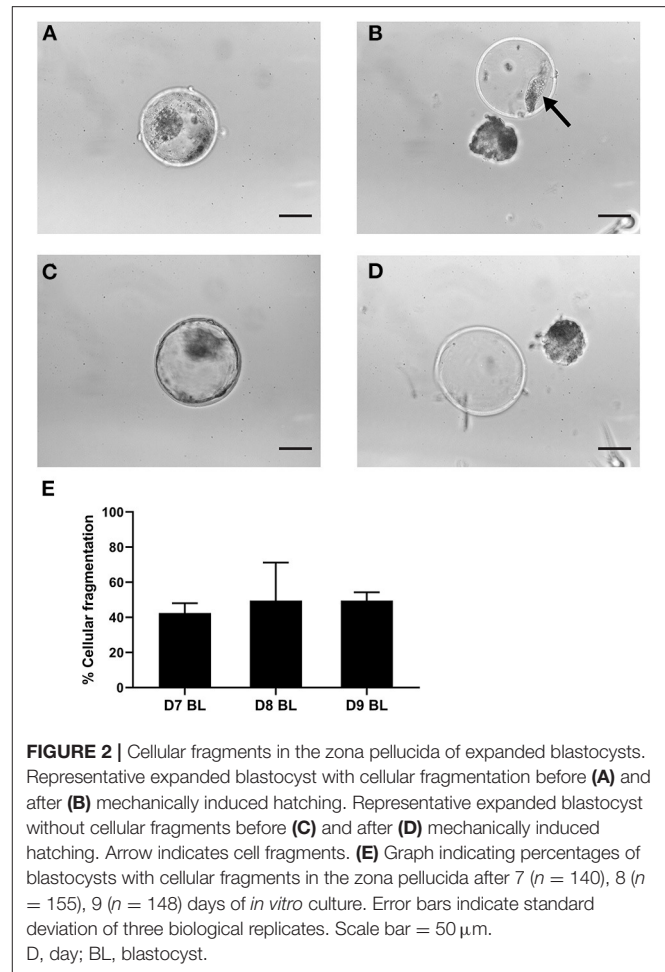 A
B
C
D
E
% Cellular fragmentation
100
80
60
40
20
0
D7 BL D8 BL D9 BL
FIGURE 2 | Cellular fragments in the zona pellucida of expanded blastocysts.
Representative expanded blastocyst with cellular fragmentation before (A) and
after (B) mechanically induced hatching. Representative expanded blastocyst
without cellular fragments before (C) and after (D) mechanically induced
hatching. Arrow indicates cell fragments. (E) Graph indicating percentages of
blastocysts with cellular fragments in the zona pellucida after 7 (n = 140), 8 (n
= 155), 9 (n = 148) days of in vitro culture. Error bars indicate standard
deviation of three biological replicates. Scale bar = 50 μm.
D, day; BL, blastocyst.